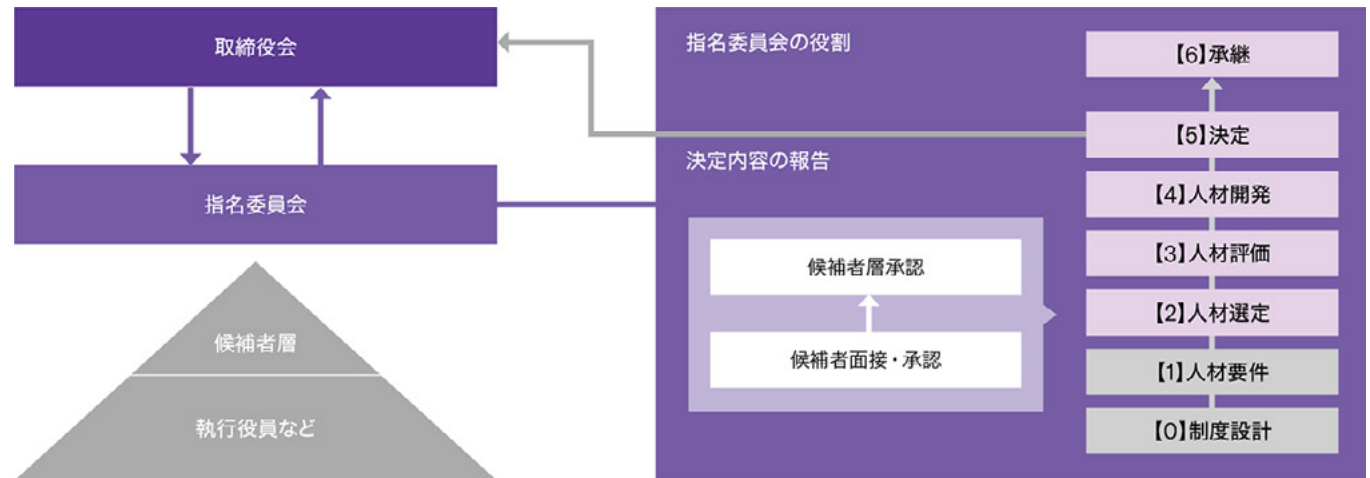 取締役会
指名委員会
候補者層
執行役員など
指名委員会の役割
決定内容の報告
候補者層承認
候補者面接・承認
【6】承継
【5】決定
【4】人材開発
【3】人材評価
【2】人材選定
【1】人材要件
【0】制度設計